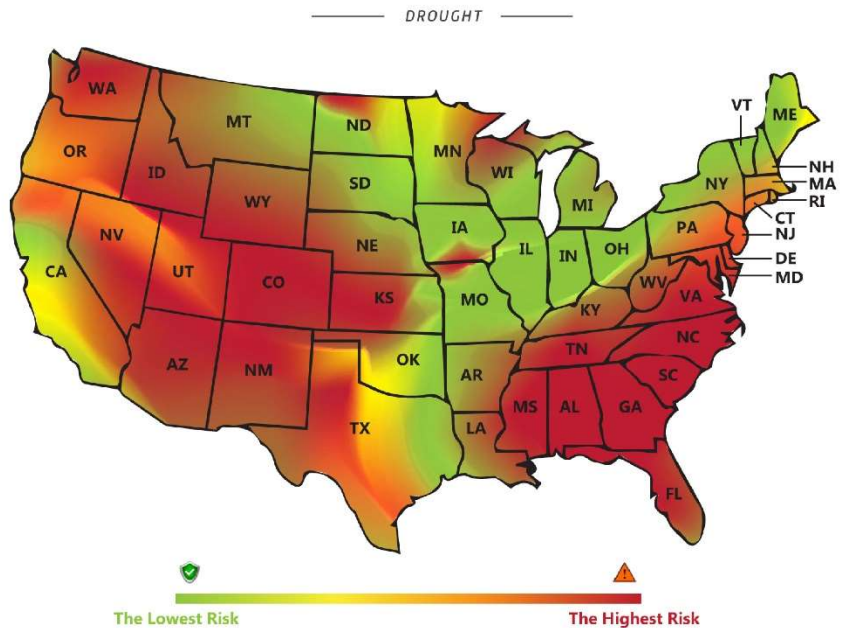 DROUGHT
WA
MT
ND
MN
VT
ME
OR
ID
SD
WI
NY
NH
MA
RI
WY
MI
CT
NJ
NV
NE
IA
PA
DE
MD
CA
UT
CO
KS
MO
IL
IN
OH
WV
KY
VA
AZ
NM
OK
AR
TN
NC
SC
TX
LA
MS
AL
GA
FL
The Lowest Risk
The Highest Risk